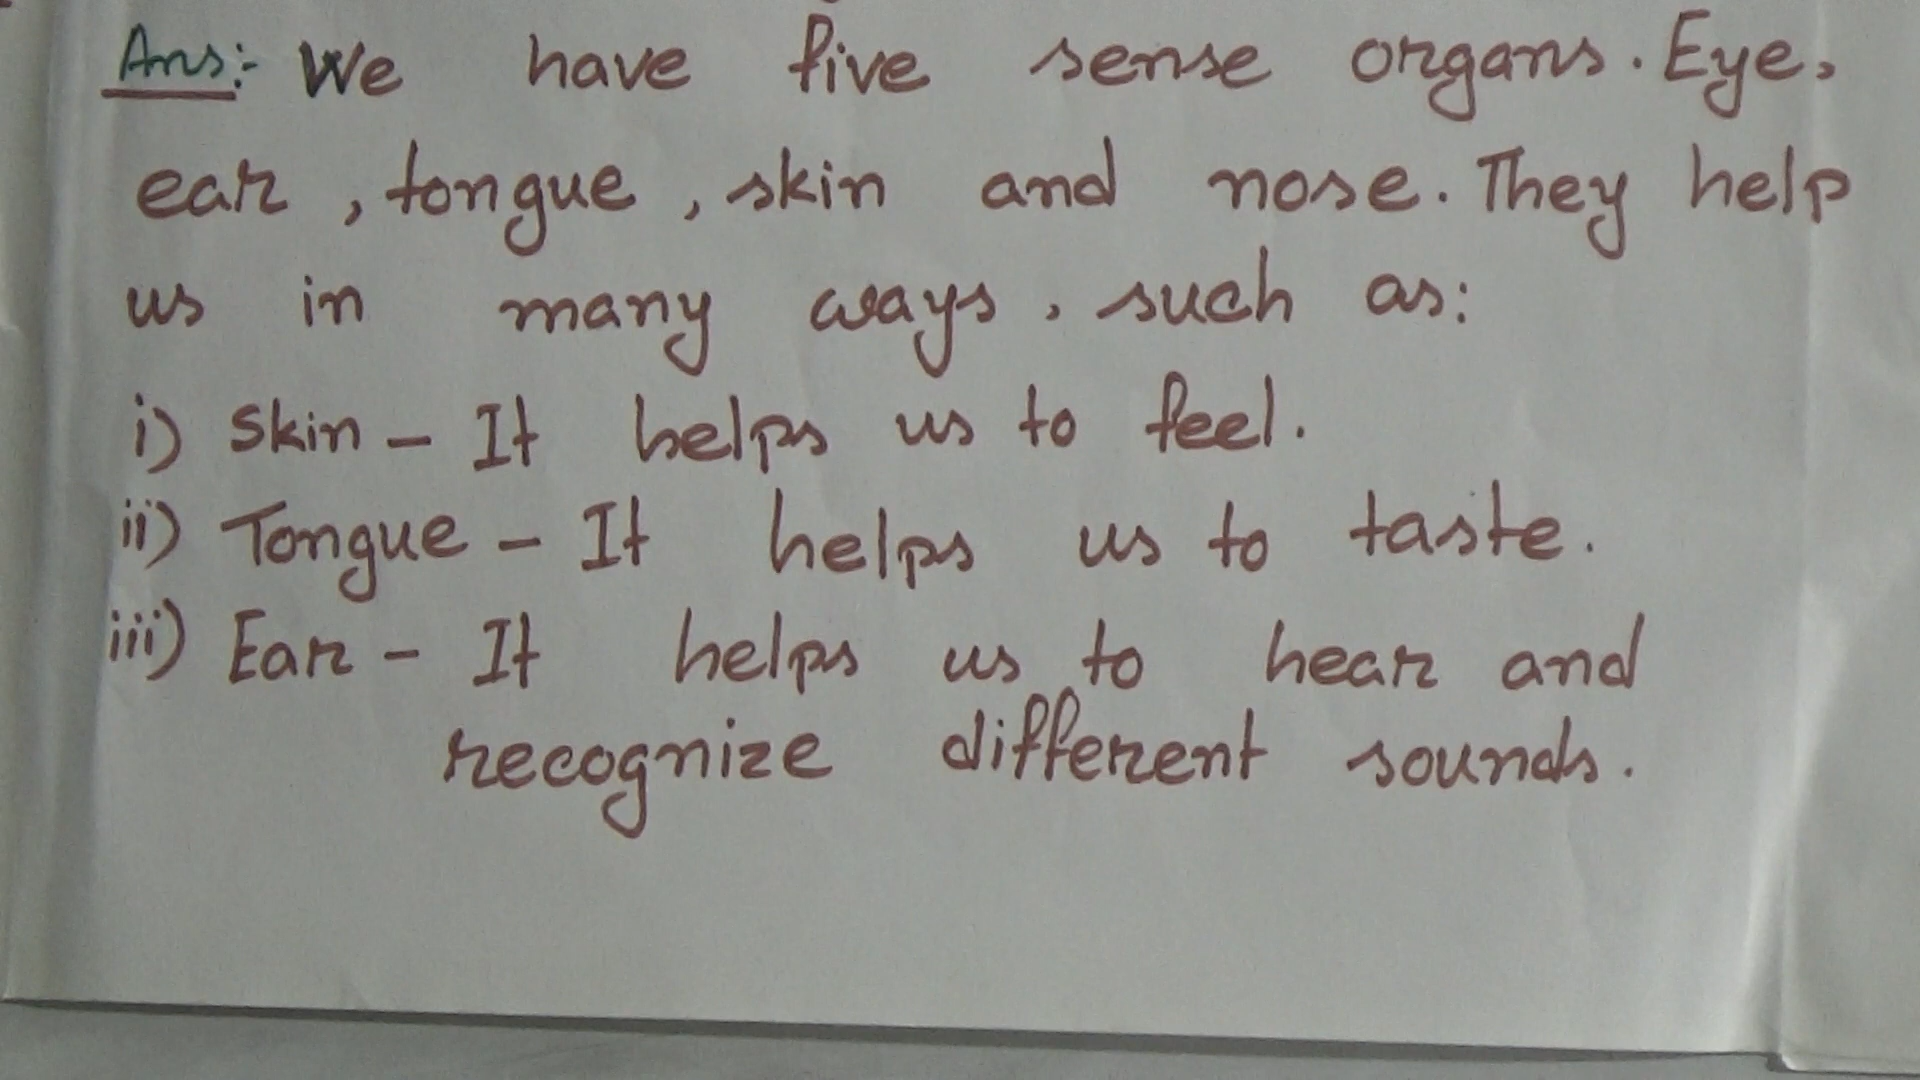 Ans:- We have five sense organs. Eye,
ear, tongue, skin and nose. They help
us in many ways, such as:
i) Skin - It helps us to feel.
ii) Tongue - It helps us to taste.
iii) Ear - It helps us to hear and
recognize different sounds.